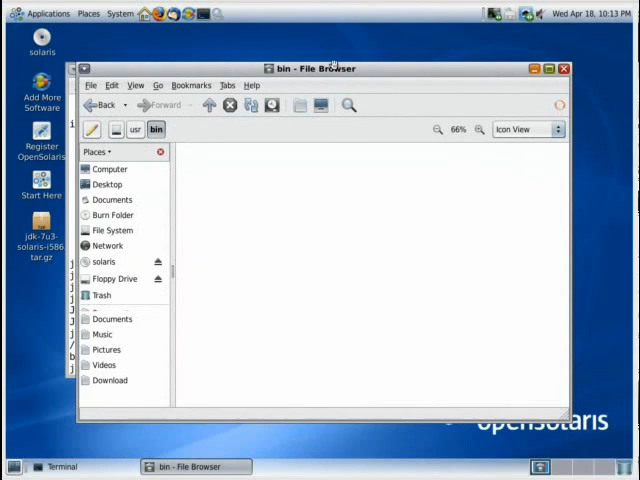 Applications Places System
Wed Apr 18, 10:13 PM
solaris
Add More
Software
Register
OpenSolaris
Start Here
jdk-7u3-
solaris-i586.
tar.gz
bin - File Browser
File Edit View Go Bookmarks Tabs Help
Back Forward
usr bin
66% Icon View
Places
Computer
Desktop
Documents
Burn Folder
File System
Network
solaris
Floppy Drive
Trash
Documents
Music
Pictures
Videos
Download
opensolaris
Terminal
bin - File Browser